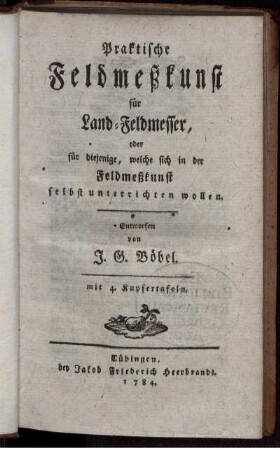 Praktische
Feldmeßkunst
für
Land-Feldmesser,
oder
für diejenige, welche sich in der
Feldmeßkunst
selbst unterrichten wollen.
Entworfen
von
J. G. Böbel.
mit 4. Kupfertafeln.
Tübingen,
bey Jakob Friederich Heerbrandt.
1784.